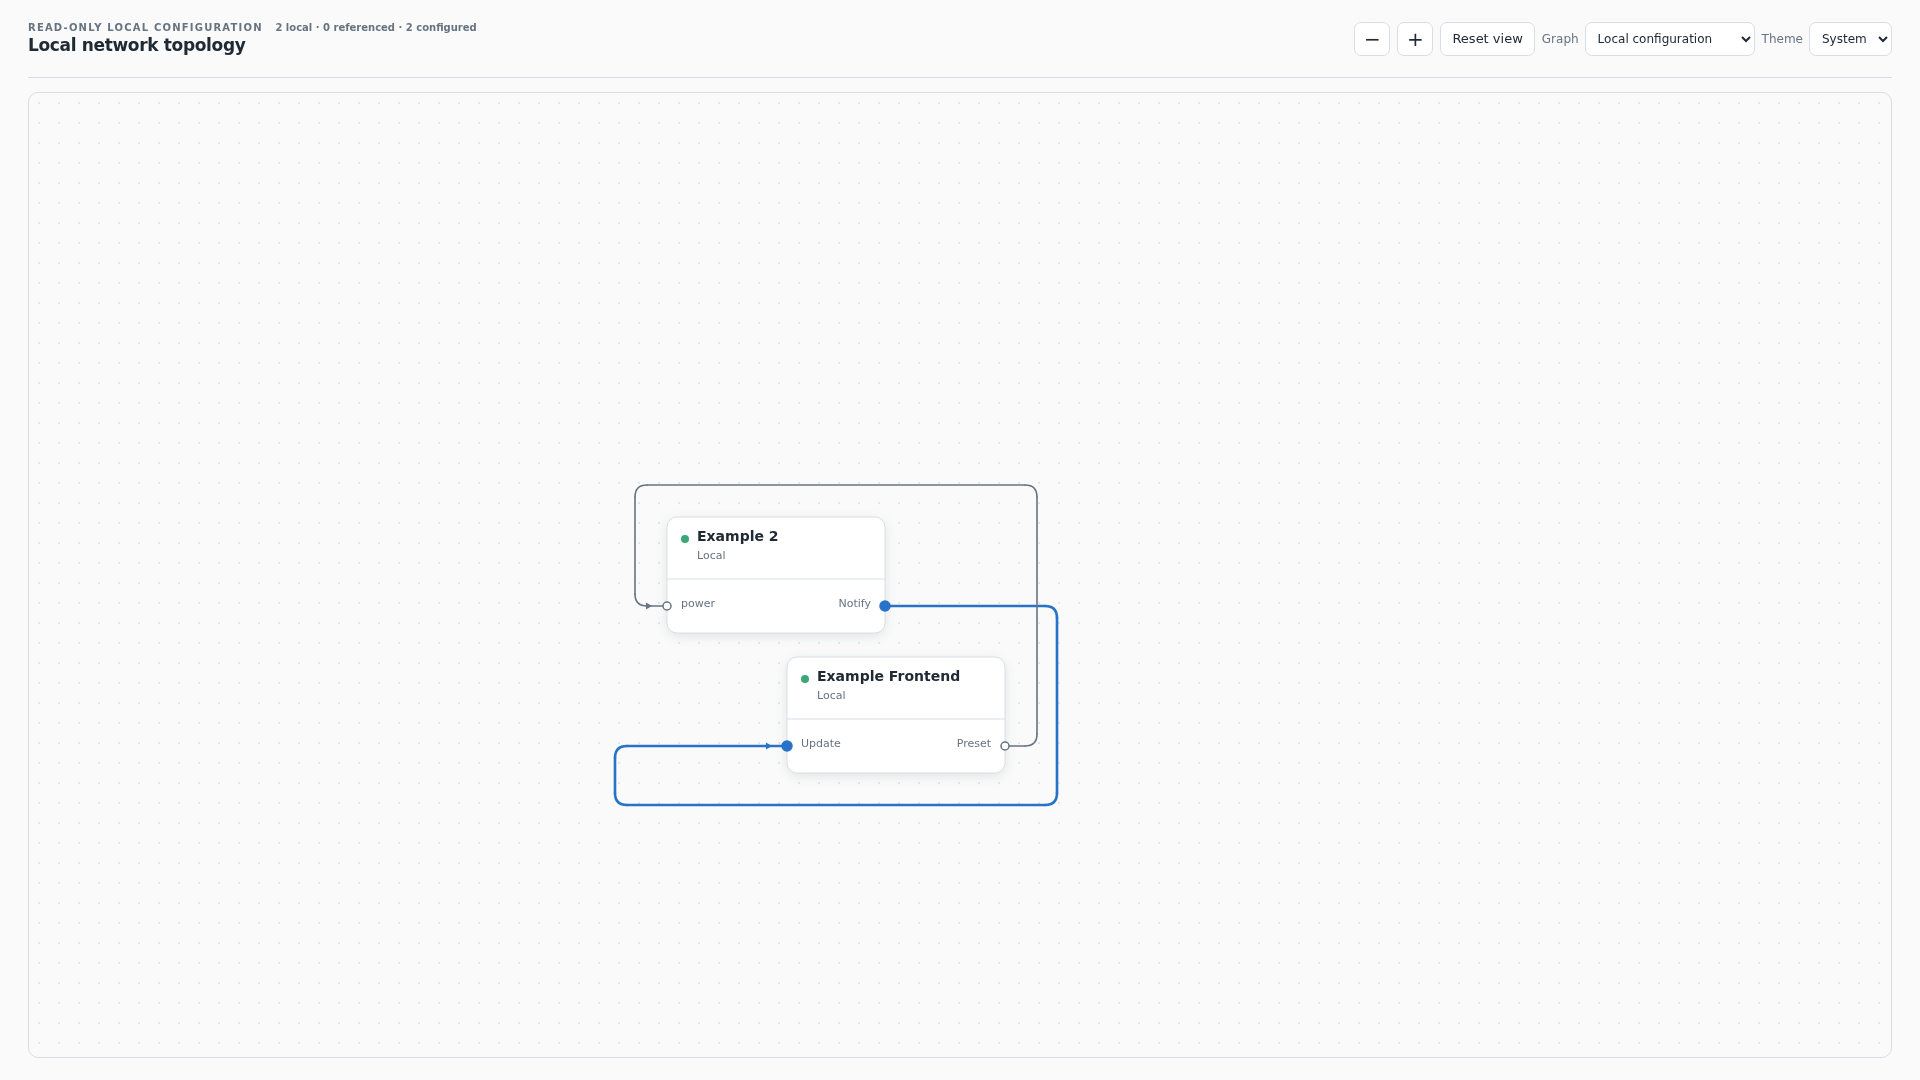 READ-ONLY LOCAL CONFIGURATION 2 local · 0 referenced · 2 configured
Local network topology
− + Reset view Graph Local configuration Theme System
Example 2
Local
power Notify
Example Frontend
Local
Update Preset